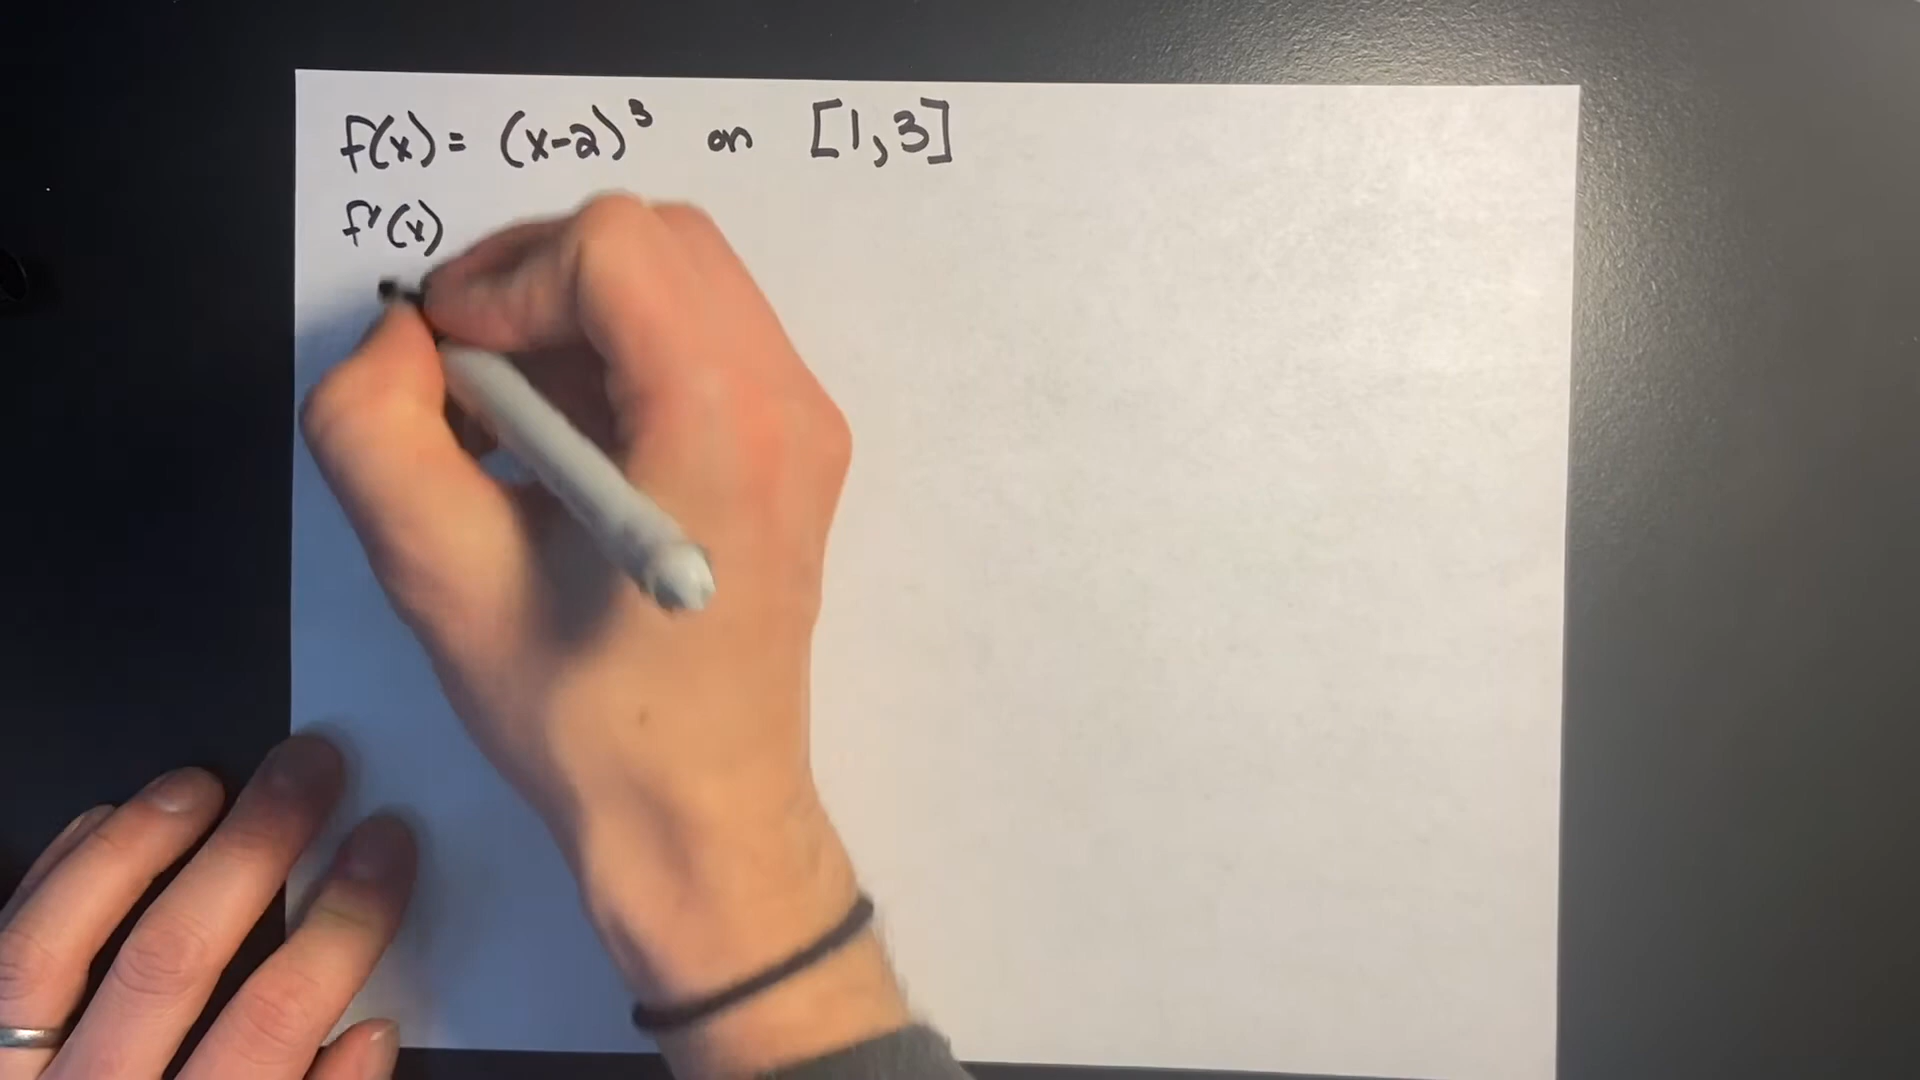 f(x) = (x-2)³ on [1,3]
f'(x)